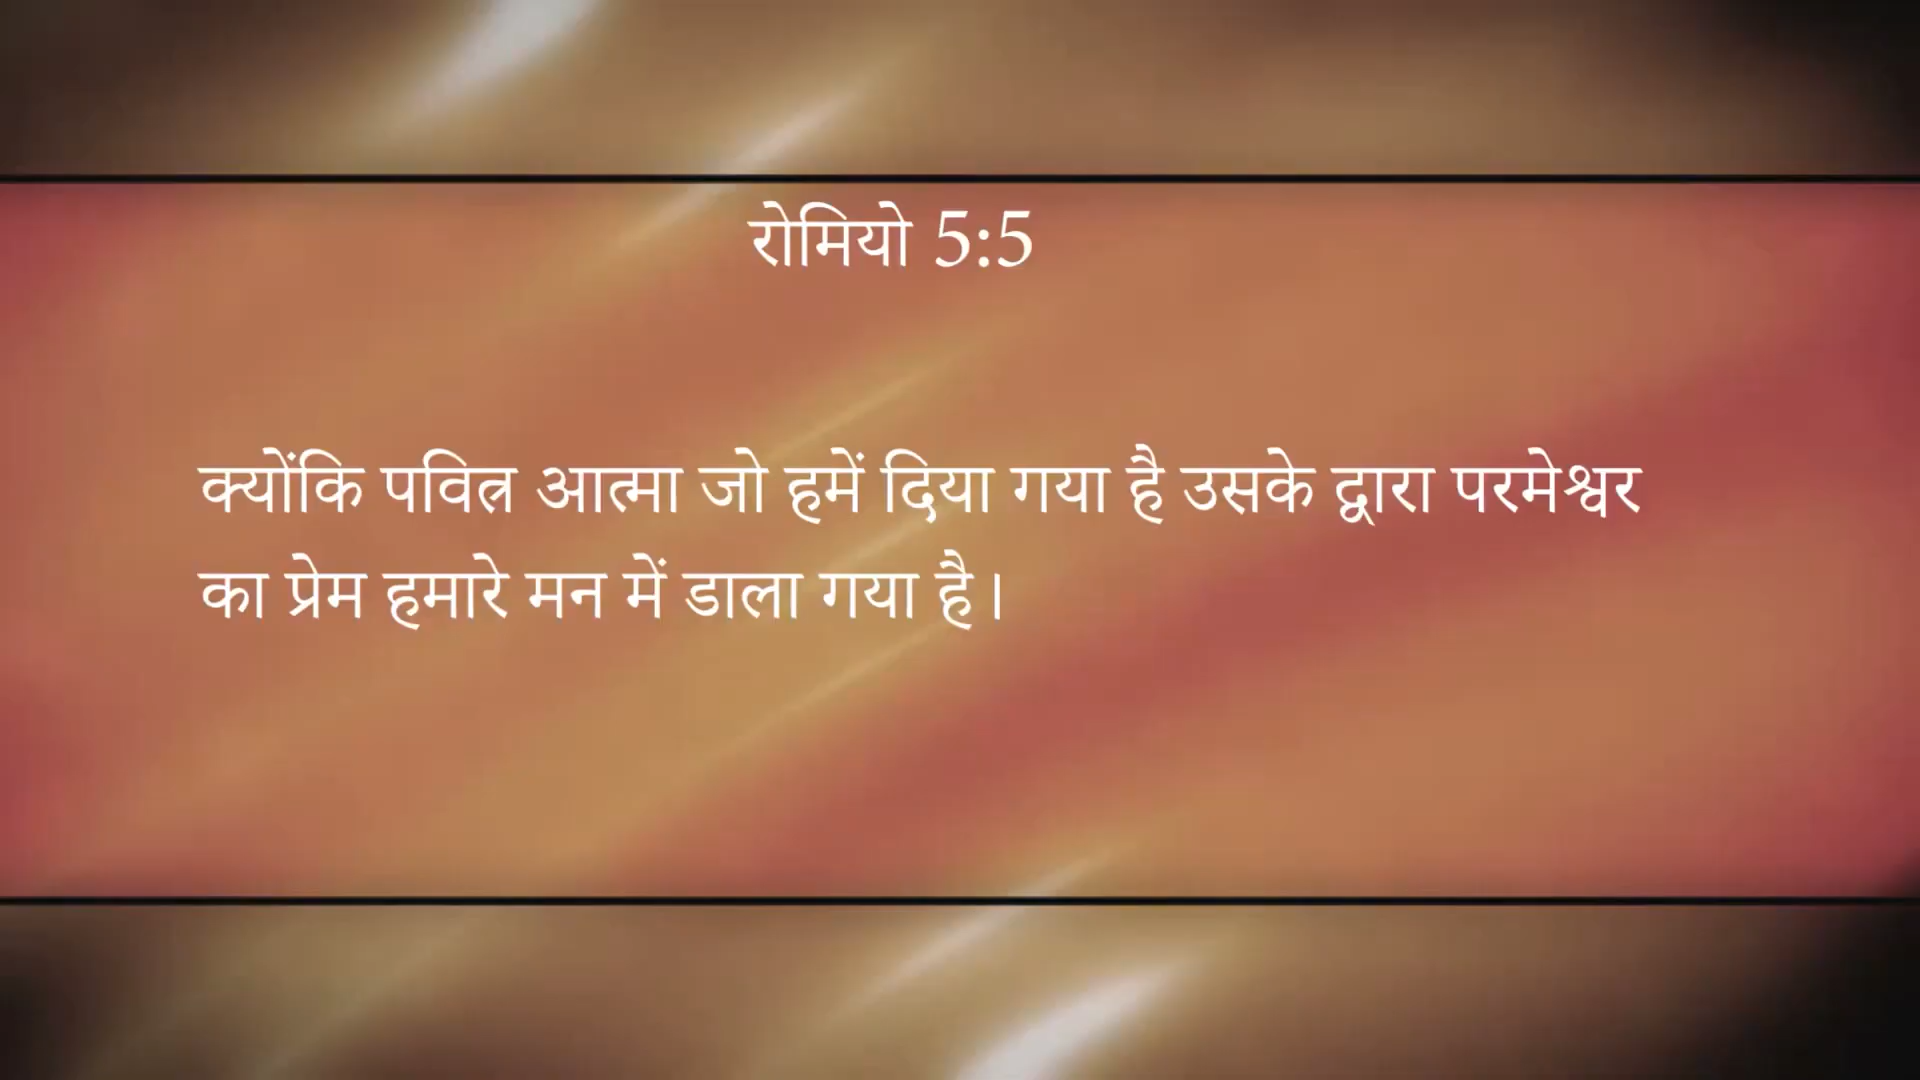 रोमियो 5:5
क्योंकि पवित्र आत्मा जो हमें दिया गया है उसके द्वारा परमेश्वर
का प्रेम हमारे मन में डाला गया है।